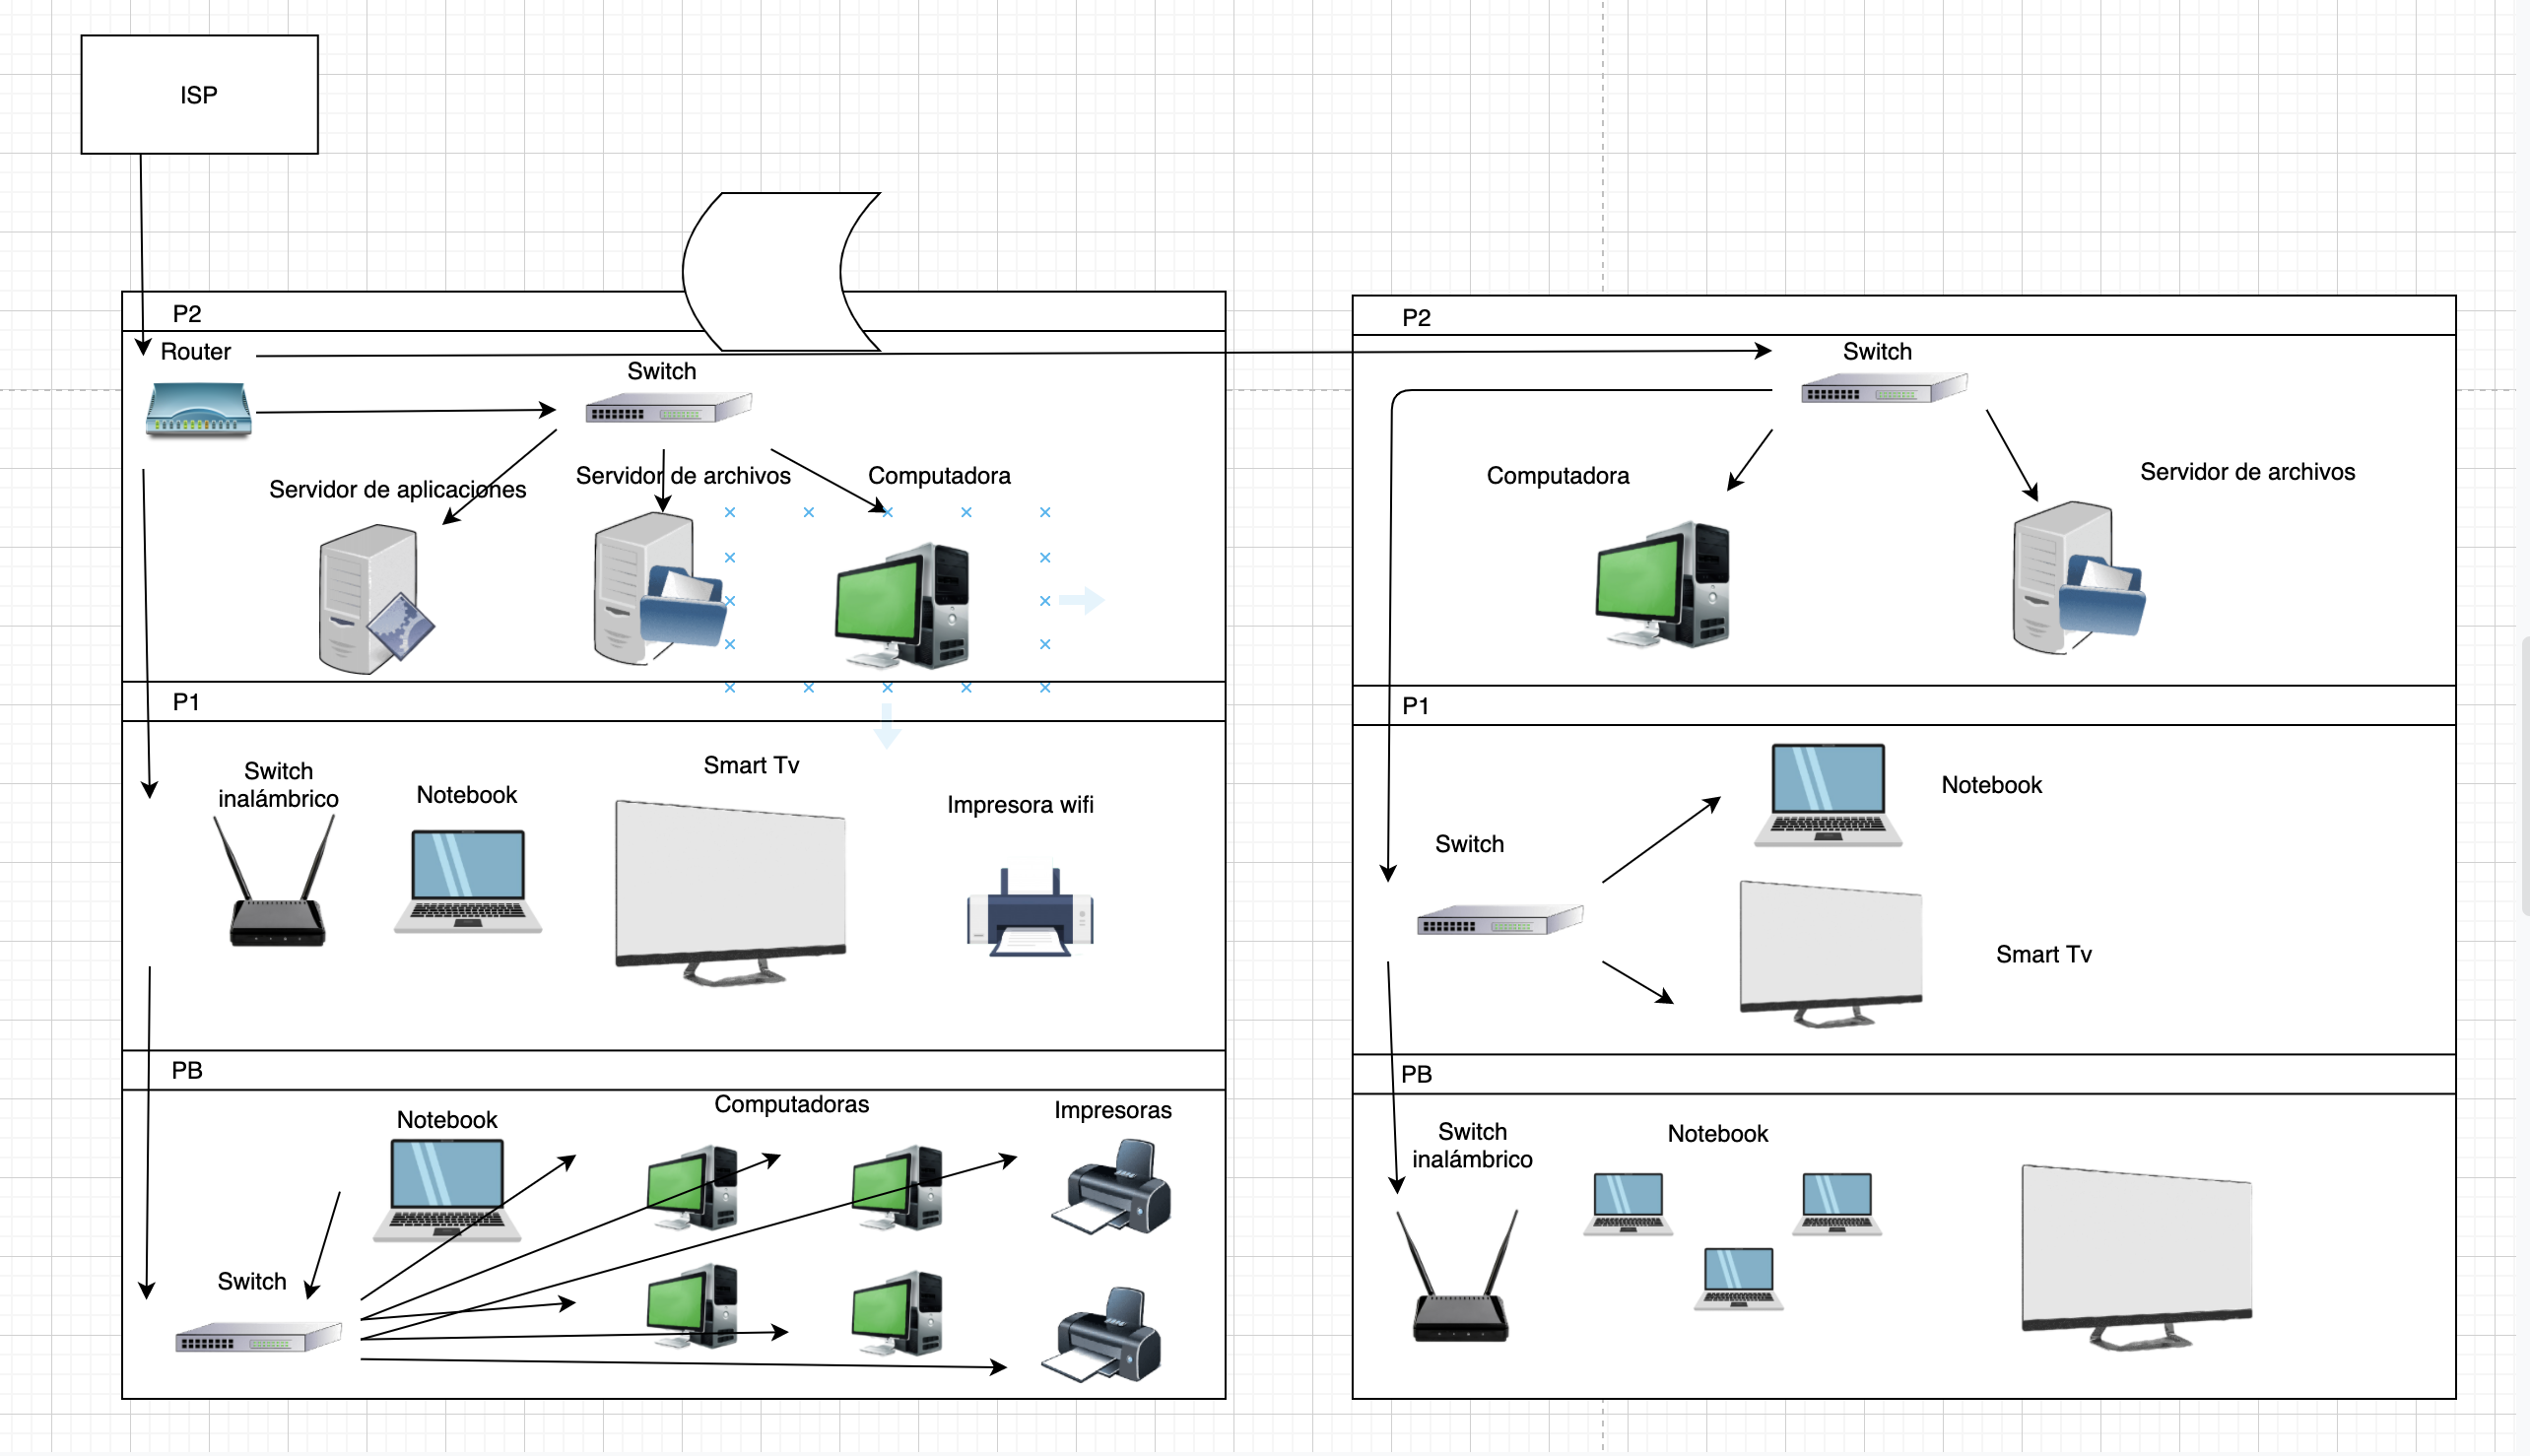 ISP
P2
Router
Switch
Servidor de aplicaciones
Servidor de archivos
Computadora
P1
Switch
inalámbrico
Notebook
Smart Tv
Impresora wifi
PB
Notebook
Computadoras
Impresoras
Switch
P2
Switch
Computadora
Servidor de archivos
P1
Notebook
Switch
Smart Tv
PB
Switch
inalámbrico
Notebook